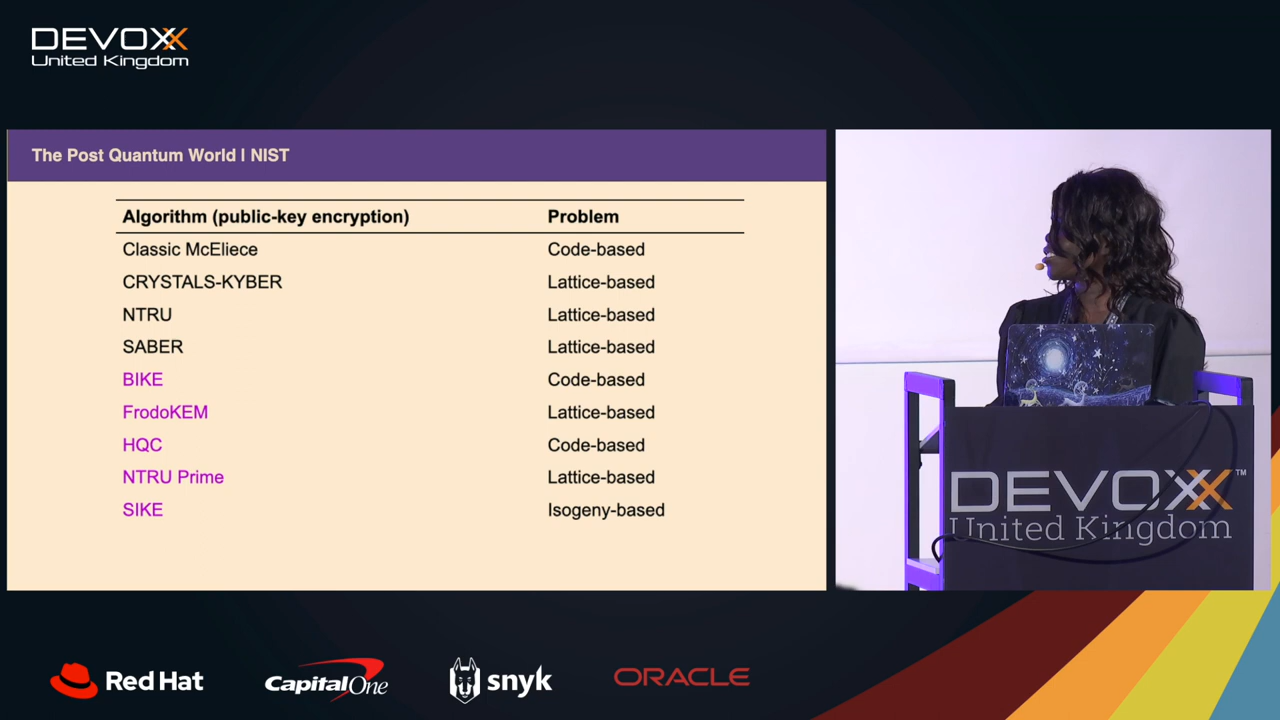 DEVOXX
United Kingdom
The Post Quantum World | NIST
Algorithm (public-key encryption) Problem
Classic McEliece Code-based
CRYSTALS-KYBER Lattice-based
NTRU Lattice-based
SABER Lattice-based
BIKE Code-based
FrodoKEM Lattice-based
HQC Code-based
NTRU Prime Lattice-based
SIKE Isogeny-based
DEVOXX™
United Kingdom
Red Hat
Capital One
snyk
ORACLE